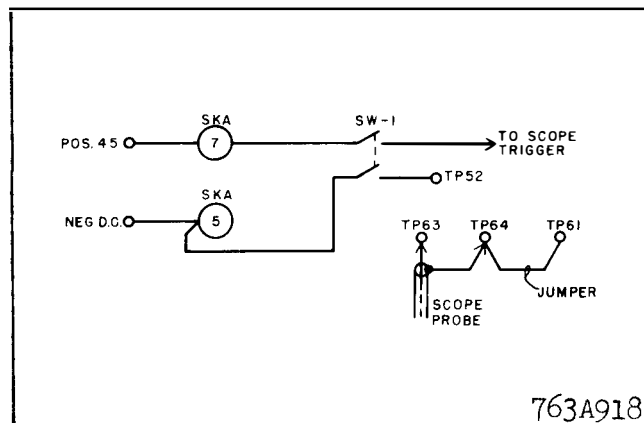 SKA
SW-1
POS. 45
7
TO SCOPE
TRIGGER
SKA
TP52
NEG D.C.
5
TP63
TP64
TP61
JUMPER
SCOPE
PROBE
763A918